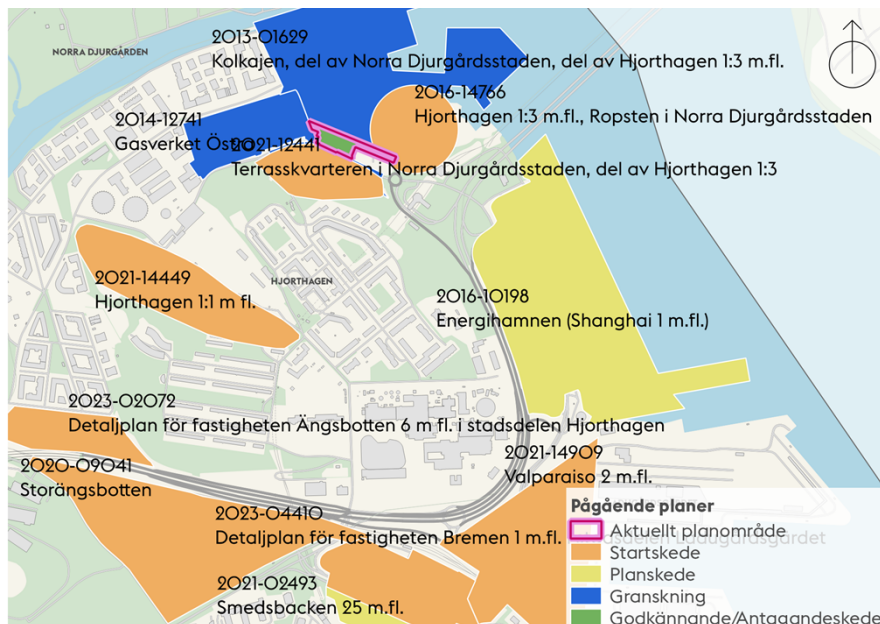 2013-01629
Kolkajen, del av Norra Djurgårdsstaden, del av Hjorthagen 1:3 m.fl.
NORRA DJURGÅRDEN
2016-14766
Hjorthagen 1:3 m.fl., Ropsten i Norra Djurgårdsstaden
2014-12741
Gasverket Östra
2021-12441
Terrasskvarteren i Norra Djurgårdsstaden, del av Hjorthagen 1:3
2021-14449
Hjorthagen 1:1 m fl.
HJORTHAGEN
2016-10198
Energihamnen (Shanghai 1 m.fl.)
2023-02072
Detaljplan för fastigheten Ängsbotten 6 m fl. i stadsdelen Hjorthagen
2020-09041
Storängsbotten
2021-14909
Valparaiso 2 m.fl.
2023-04410
Detaljplan för fastigheten Bremen 1 m.fl.
2021-02493
Smedsbacken 25 m.fl.
Pågående planer
Aktuellt planområde
Startskede
Planskede
Granskning
Godkännande/Antagandeskede